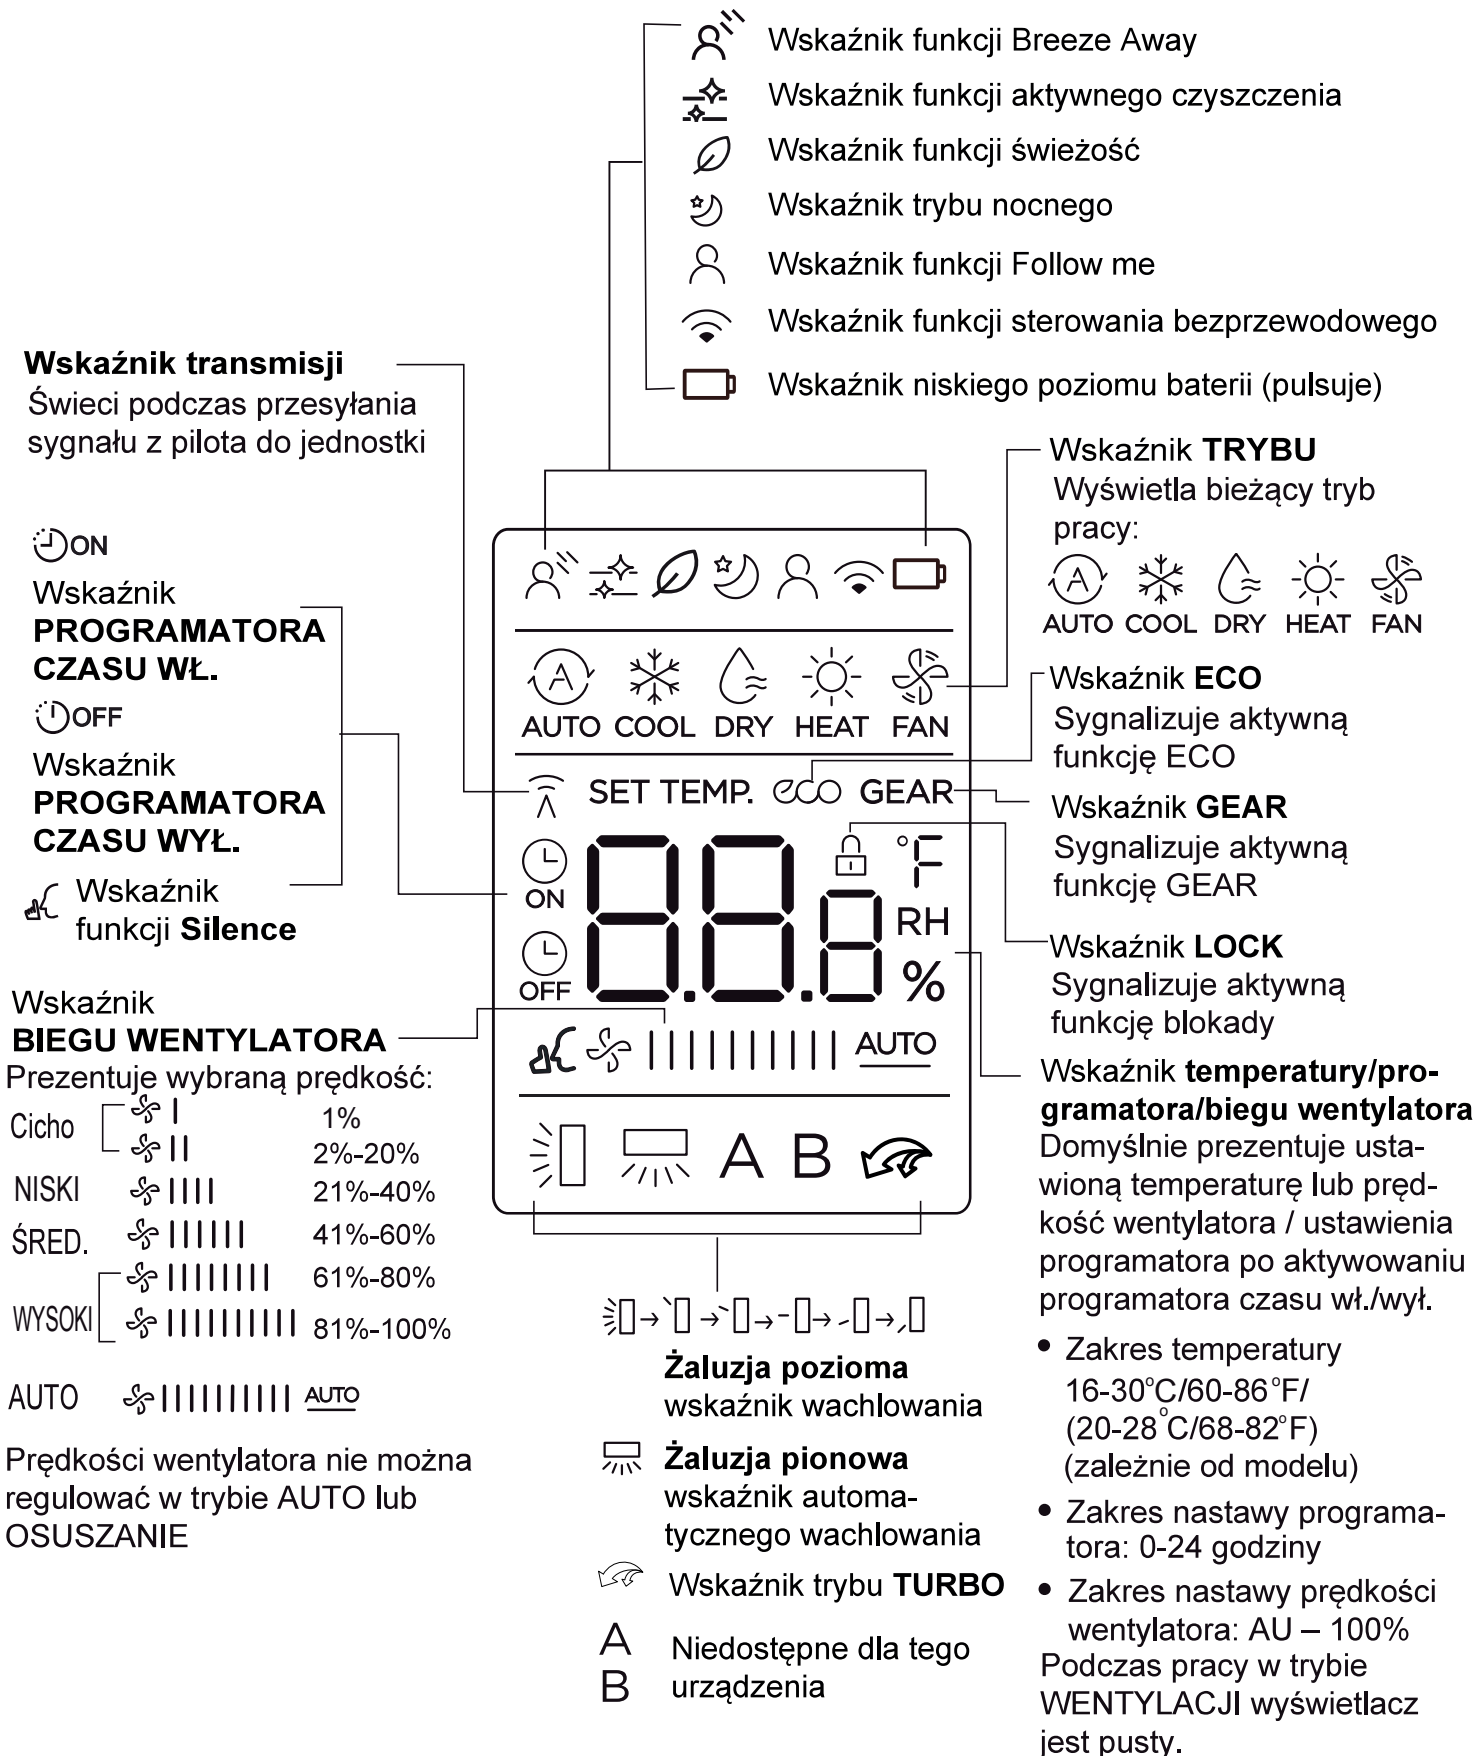 Wskaźnik funkcji Breeze Away
Wskaźnik funkcji aktywnego czyszczenia
Wskaźnik funkcji świeżość
Wskaźnik trybu nocnego
Wskaźnik funkcji Follow me
Wskaźnik funkcji sterowania bezprzewodowego
Wskaźnik niskiego poziomu baterii (pulsuje)
Wskaźnik transmisji
Świeci podczas przesyłania
sygnału z pilota do jednostki
ON
Wskaźnik
PROGRAMATORA
CZASU WŁ.
OFF
Wskaźnik
PROGRAMATORA
CZASU WYŁ.
Wskaźnik
funkcji Silence
Wskaźnik
BIEGU WENTYLATORA
Prezentuje wybraną prędkość:
Cicho
1%
2%-20%
NISKI 21%-40%
ŚRED. 41%-60%
WYSOKI
61%-80%
81%-100%
AUTO AUTO
Prędkości wentylatora nie można
regulować w trybie AUTO lub
OSUSZANIE
A
AUTO COOL DRY HEAT FAN
SET TEMP. eco GEAR
ON
OFF
88.8.
°F
RH
%
AUTO
A B
Żaluzja pozioma
wskaźnik wachlowania
Żaluzja pionowa
wskaźnik automa-
tycznego wachlowania
Wskaźnik trybu TURBO
A
B
Niedostępne dla tego
urządzenia
Wskaźnik TRYBU
Wyświetla bieżący tryb
pracy:
A
AUTO COOL DRY HEAT FAN
Wskaźnik ECO
Sygnalizuje aktywną
funkcję ECO
Wskaźnik GEAR
Sygnalizuje aktywną
funkcję GEAR
Wskaźnik LOCK
Sygnalizuje aktywną
funkcję blokady
Wskaźnik temperatury/pro-
gramatora/biegu wentylatora
Domyślnie prezentuje usta-
wioną temperaturę lub pręd-
kość wentylatora / ustawienia
programatora po aktywowaniu
programatora czasu wł./wył.
• Zakres temperatury
16-30°C/60-86°F/
(20-28°C/68-82°F)
(zależnie od modelu)
• Zakres nastawy programa-
tora: 0-24 godziny
• Zakres nastawy prędkości
wentylatora: AU – 100%
Podczas pracy w trybie
WENTYLACJI wyświetlacz
jest pusty.